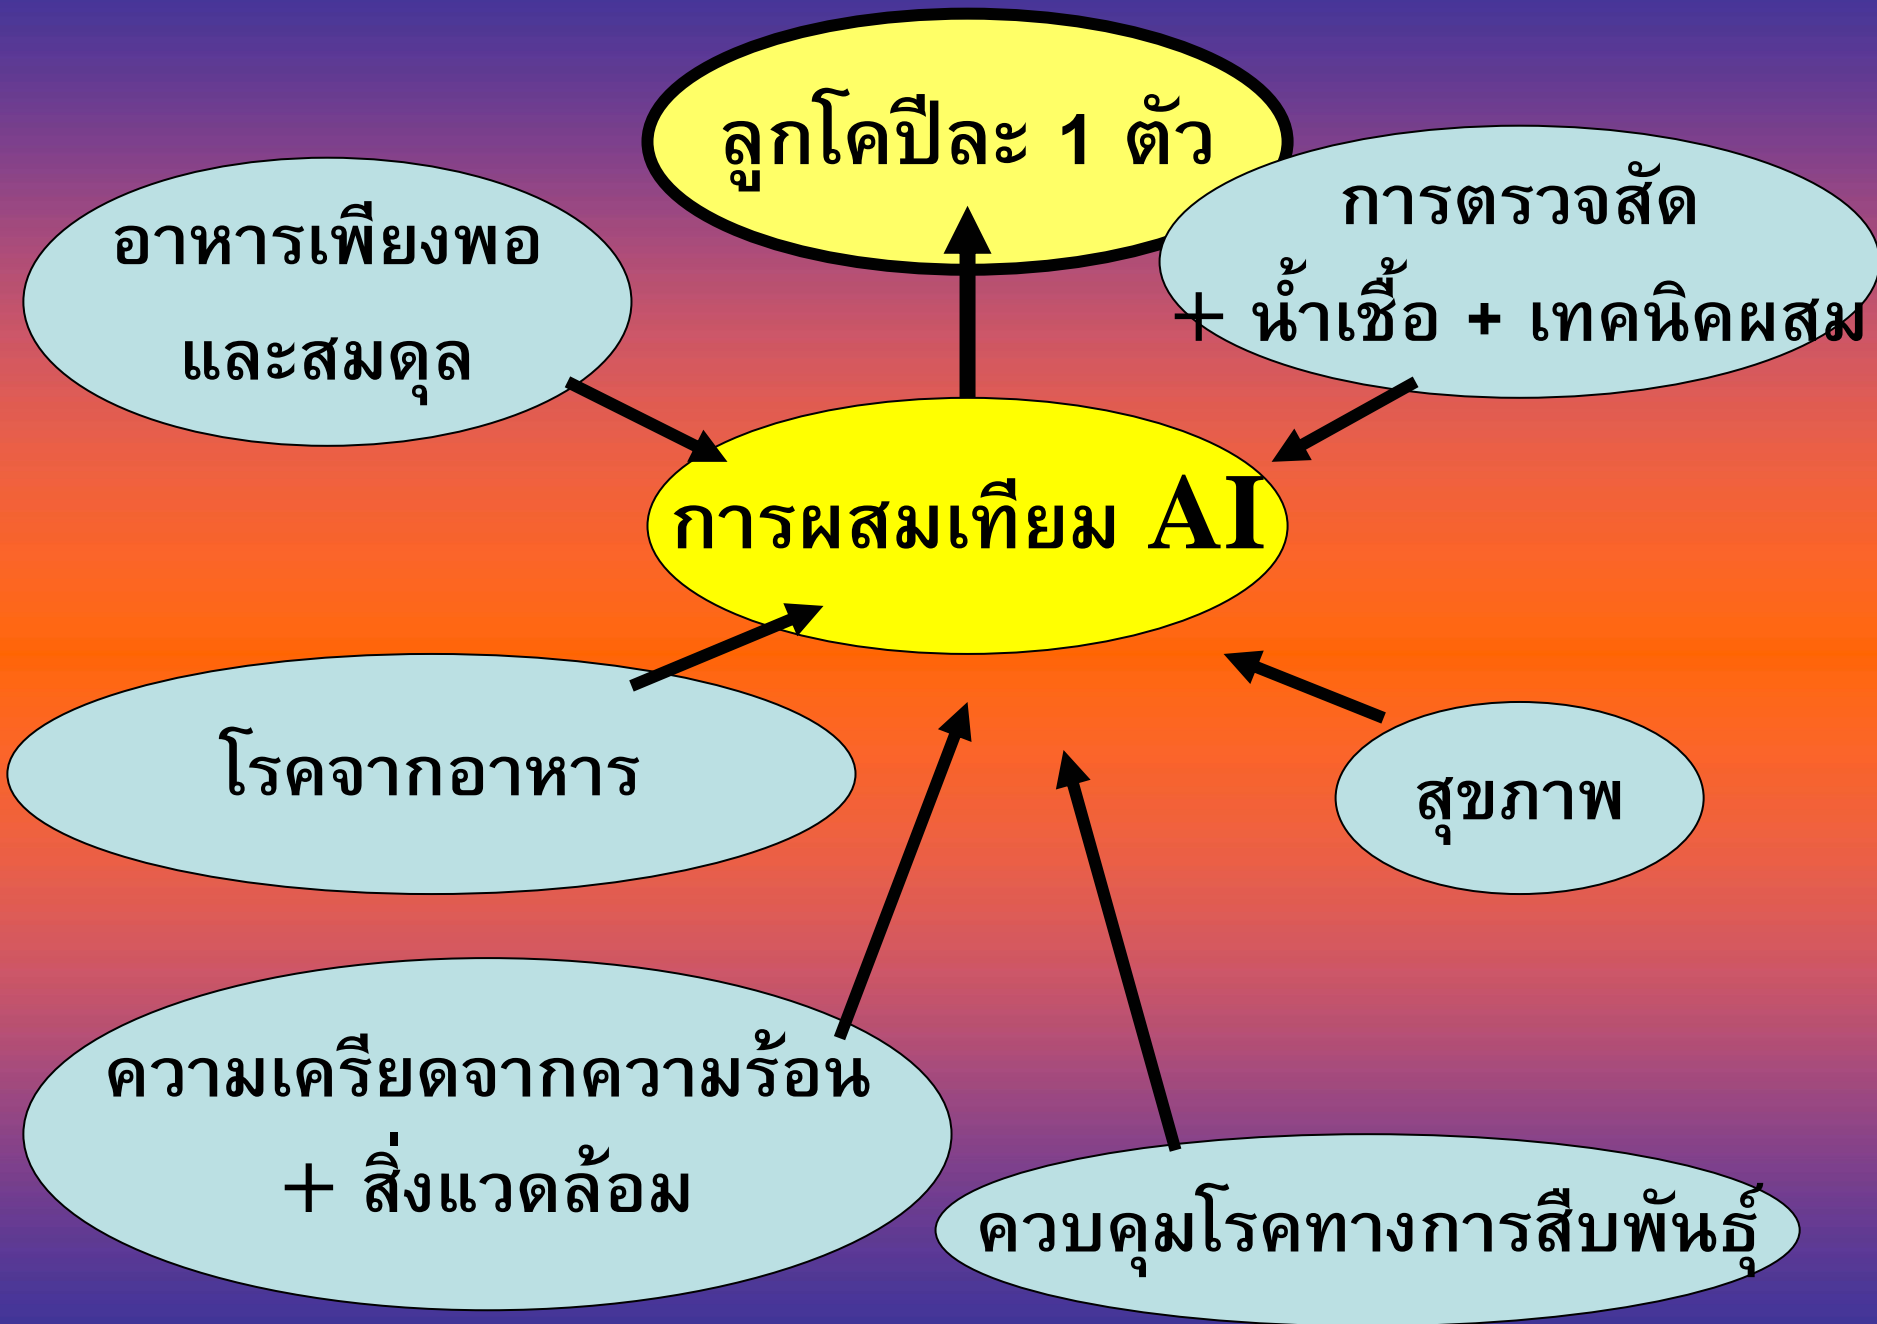 ลูกโคปีละ 1 ตัว
อาหารเพียงพอ
และสมดุล
การตรวจสัด
+ น้ำเชื้อ + เทคนิคผสม
การผสมเทียม AI
โรคจากอาหาร
สุขภาพ
ความเครียดจากความร้อน
+ สิ่งแวดล้อม
ควบคุมโรคทางการสืบพันธุ์